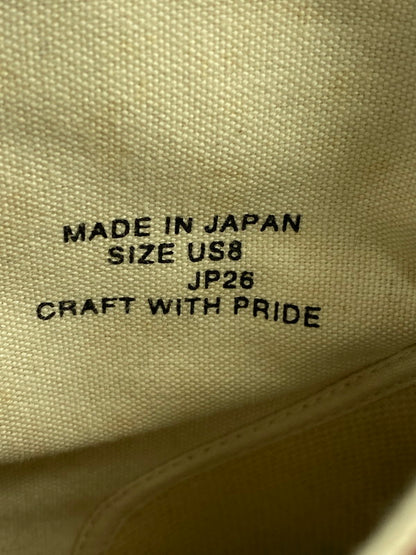 MADE IN JAPAN
SIZE US8
JP26
CRAFT WITH PRIDE